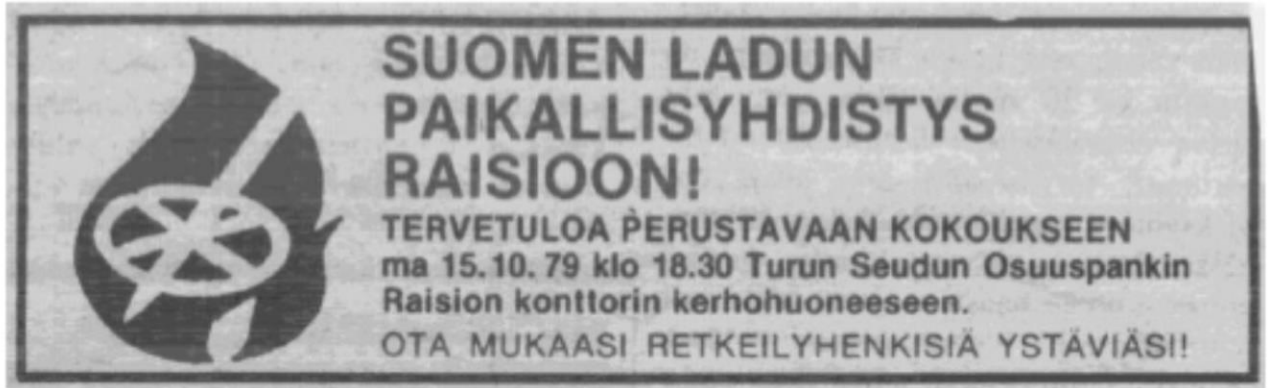 SUOMEN LADUN
PAIKALLISYHDISTYS
RAISIOON!
TERVETULOA PERUSTAVAAN KOKOUKSEEN
ma 15.10.79 klo 18.30 Turun Seudun Osuuspankin
Raision konttorin kerhohuoneeseen.
OTA MUKAASI RETKEILYHENKISIÄ YSTÄVIÄSI!